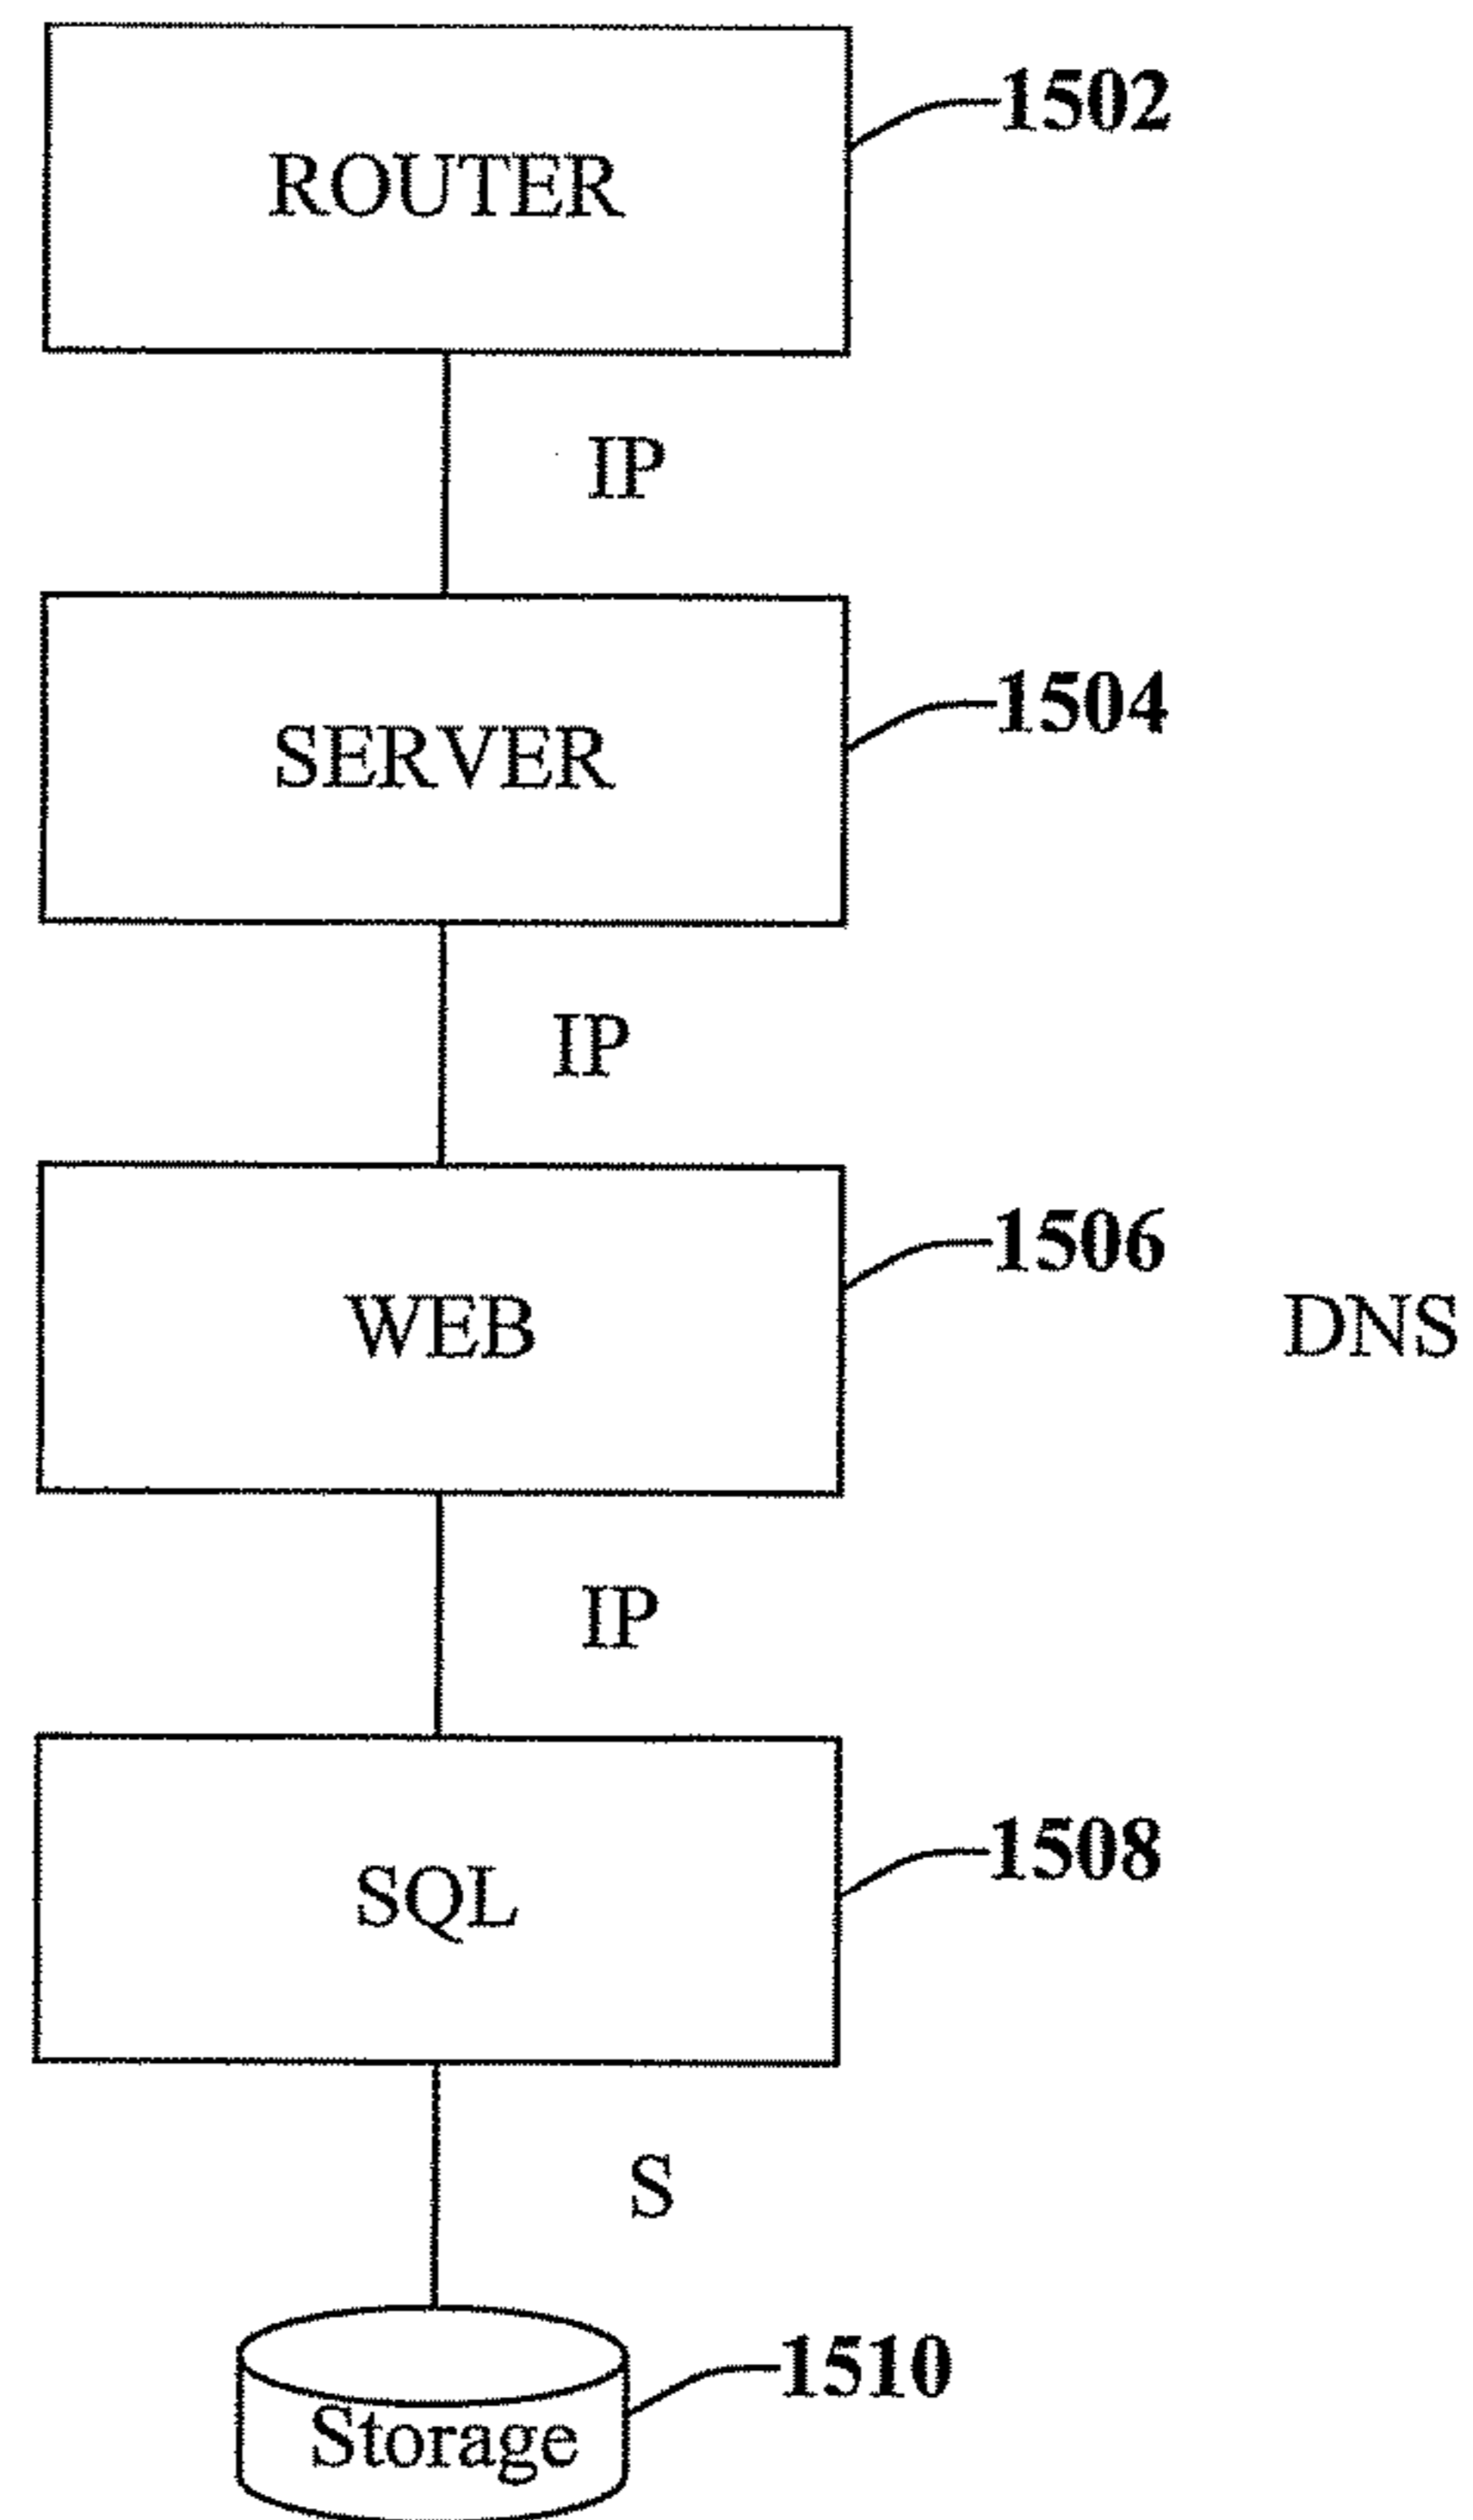 1502
ROUTER
IP
1504
SERVER
IP
1506
WEB
DNS
IP
1508
SQL
S
1510
Storage